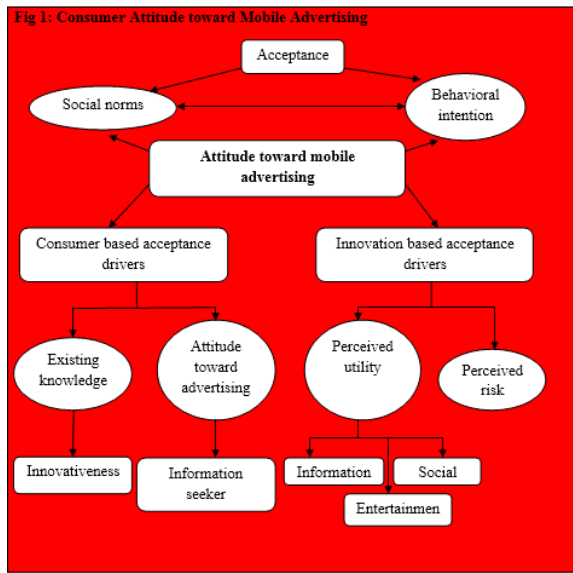 Fig 1: Consumer Attitude toward Mobile Advertising
Acceptance
Social norms
Behavioral
intention
Attitude toward mobile
advertising
Consumer based acceptance
drivers
Innovation based acceptance
drivers
Existing
knowledge
Attitude
toward
advertising
Perceived
utility
Perceived
risk
Innovativeness
Information
seeker
Information
Social
Entertainmen